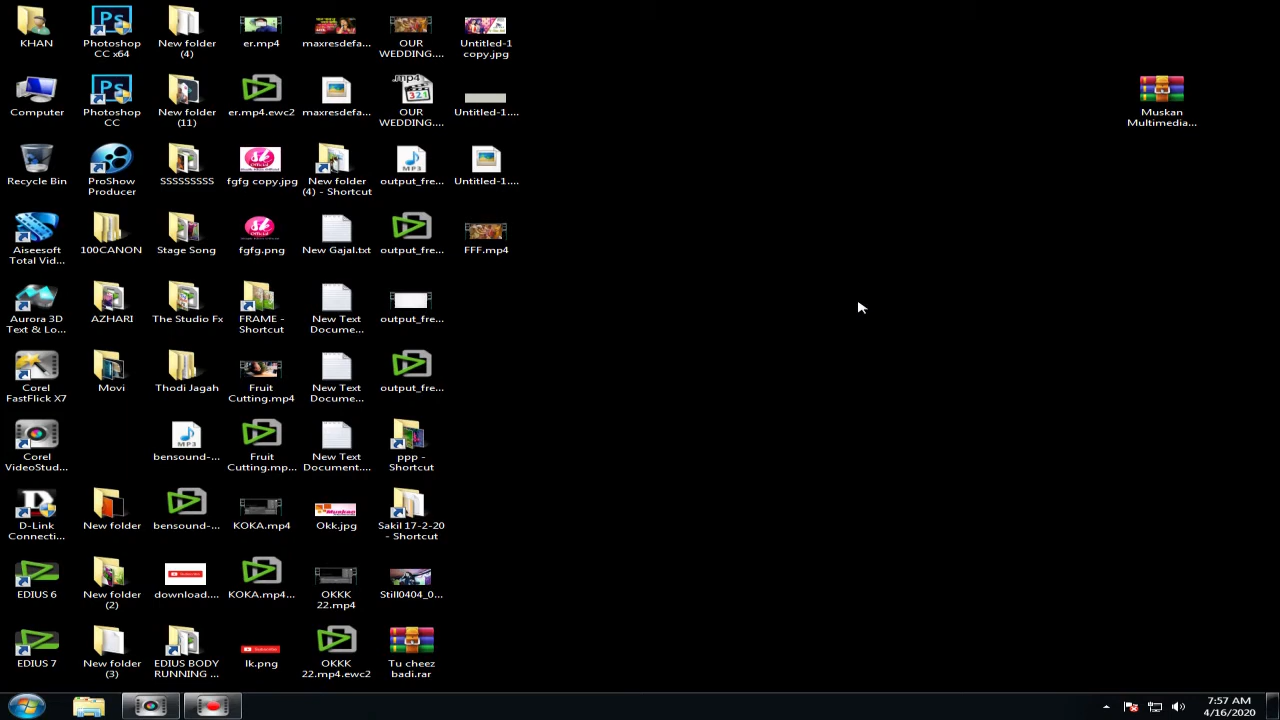 KHAN
Photoshop
CC x64
New folder
(4)
er.mp4
maxresdefa...
OUR
WEDDING....
Untitled-1
copy.jpg
Computer
Photoshop
CC
New folder
(11)
er.mp4.ewc2
maxresdefa...
.mp4
321
OUR
WEDDING....
Untitled-1....
Muskan
Multimedia...
Recycle Bin
ProShow
Producer
SSSSSSSSS
fgfg copy.jpg
New folder
(4) - Shortcut
MP3
output_fre...
Untitled-1....
Aiseesoft
Total Vid...
100CANON
Stage Song
fgfg.png
New Gajal.txt
output_fre...
FFF.mp4
Aurora 3D
Text & Lo...
AZHARI
The Studio Fx
FRAME -
Shortcut
New Text
Docume...
output_fre...
Corel
FastFlick X7
Movi
Thodi Jagah
Fruit
Cutting.mp4
New Text
Docume...
output_fre...
Corel
VideoStud...
MP3
bensound-...
Fruit
Cutting.mp...
New Text
Document....
ppp -
Shortcut
D-Link
Connecti...
New folder
bensound-...
KOKA.mp4
Okk.jpg
Sakil 17-2-20
- Shortcut
EDIUS 6
New folder
(2)
download....
KOKA.mp4...
OKKK
22.mp4
Still0404_0...
EDIUS 7
New folder
(3)
EDIUS BODY
RUNNING ...
lk.png
OKKK
22.mp4.ewc2
Tu cheez
badi.rar
7:57 AM
4/16/2020